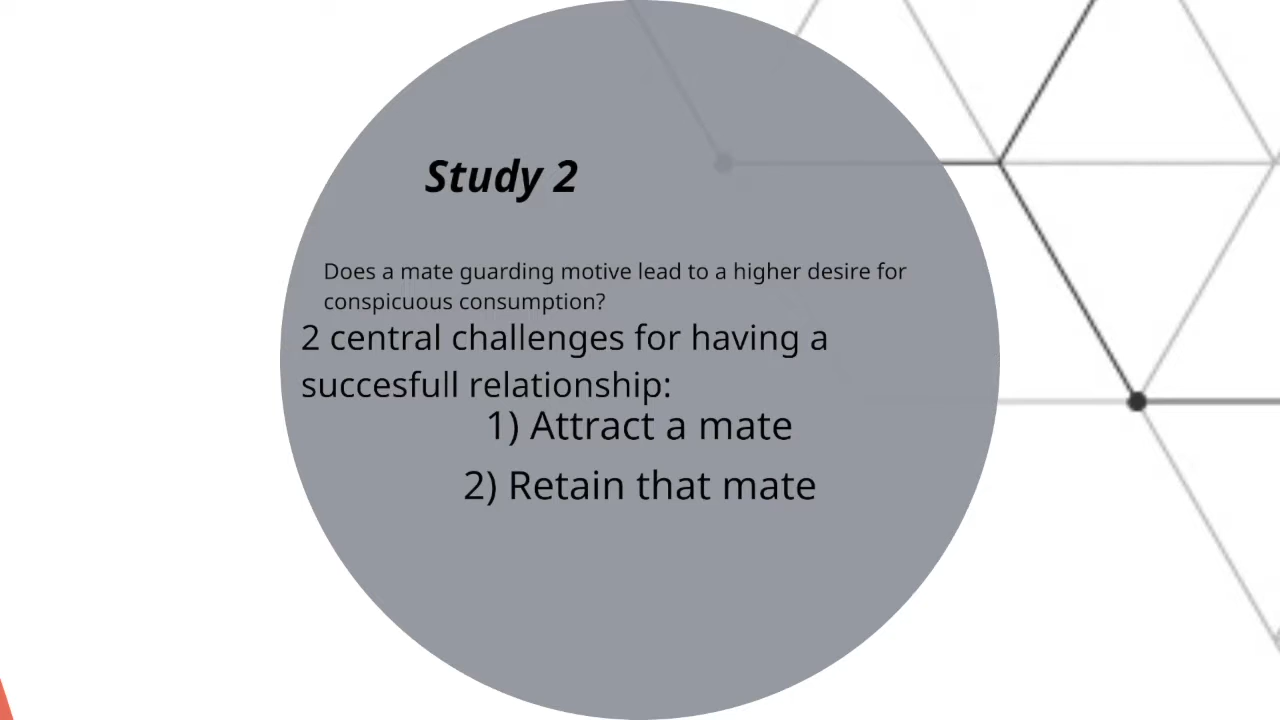 Study 2
Does a mate guarding motive lead to a higher desire for
conspicuous consumption?
2 central challenges for having a
succesfull relationship:
1) Attract a mate
2) Retain that mate